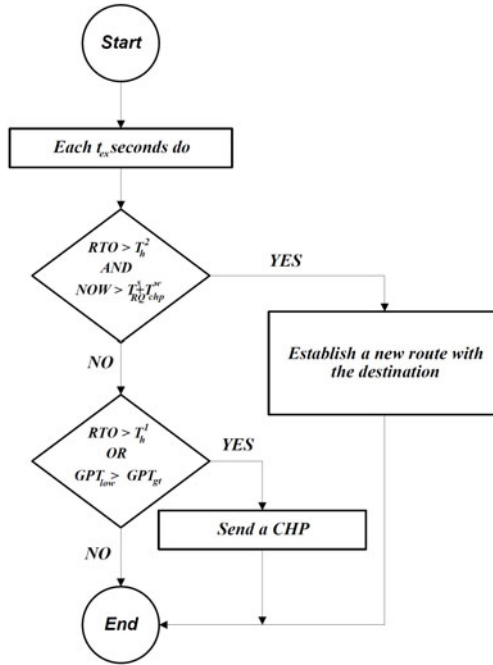 Start
Each t_ex seconds do
RTO > T_h^2
AND
NOW > T_RQ^s + T_chp^sr
YES
Establish a new route with
the destination
NO
RTO > T_h^1
OR
GPT_low > GPT_gt
YES
Send a CHP
NO
End